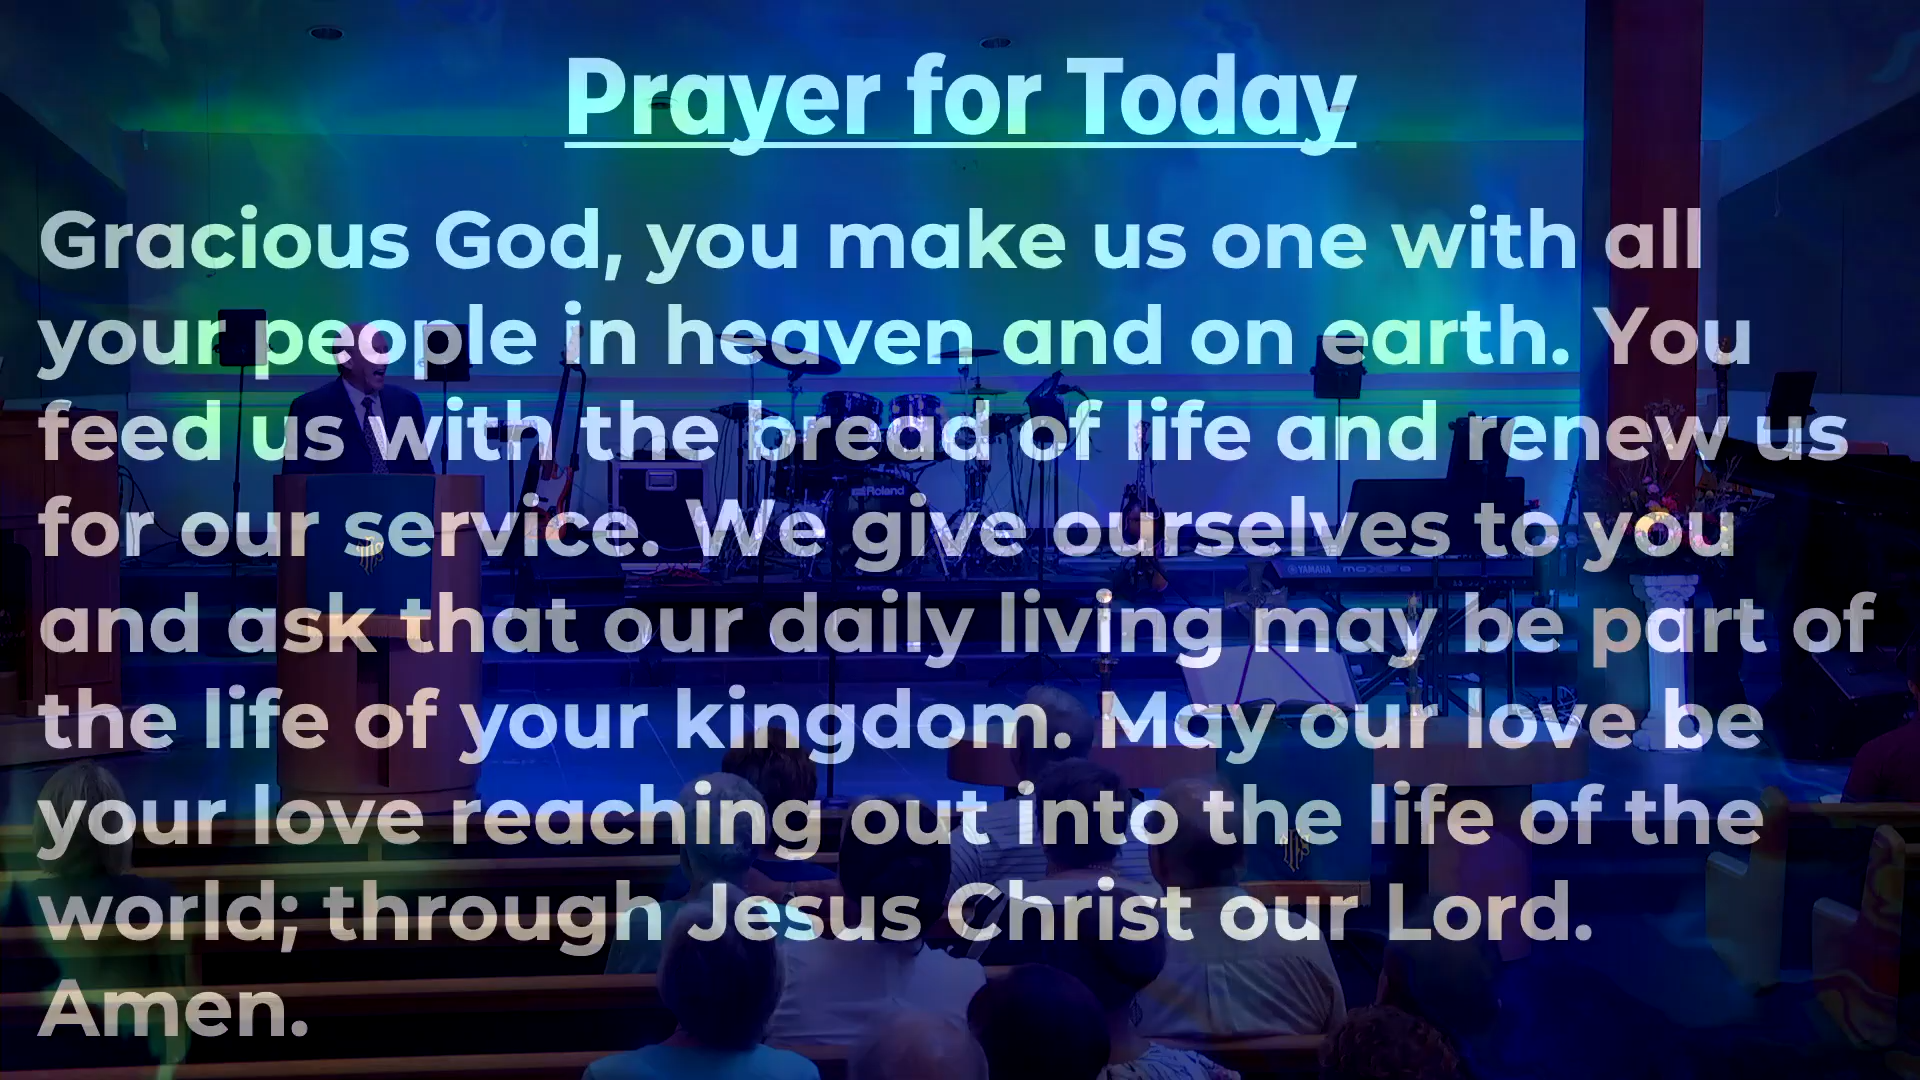 Prayer for Today
Gracious God, you make us one with all
your people in heaven and on earth. You
feed us with the bread of life and renew us
for our service. We give ourselves to you
and ask that our daily living may be part of
the life of your kingdom. May our love be
your love reaching out into the life of the
world; through Jesus Christ our Lord.
Amen.
Roland
YAMAHA